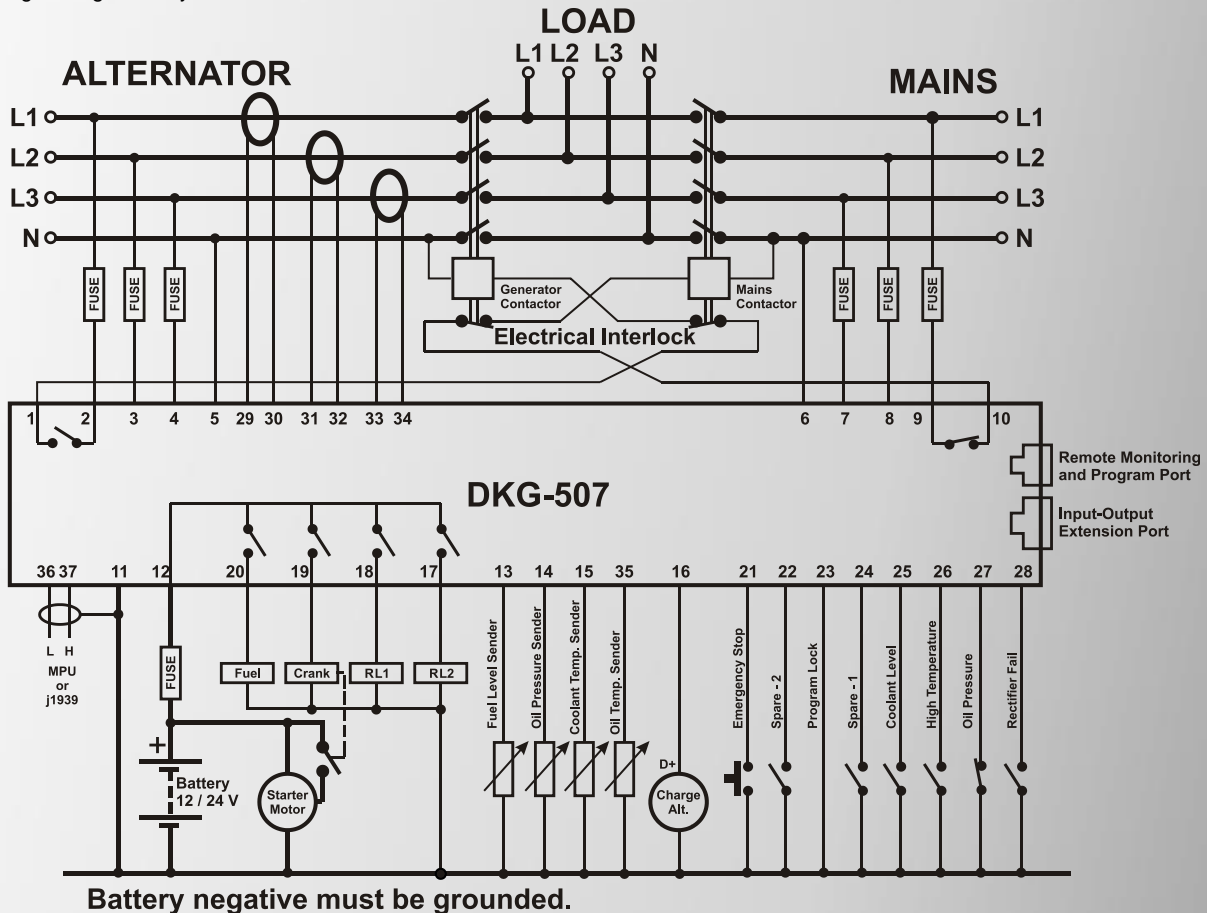 LOAD
L1 L2 L3 N
ALTERNATOR
MAINS
L1
L2
L3
N
L1
L2
L3
N
FUSE
FUSE
FUSE
Generator
Contactor
Mains
Contactor
Electrical Interlock
FUSE
FUSE
FUSE
1 2 3 4 5 29 30 31 32 33 34 6 7 8 9 10
Remote Monitoring
and Program Port
DKG-507
Input-Output
Extension Port
36 37 11 12 20 19 18 17 13 14 15 35 16 21 22 23 24 25 26 27 28
L H
MPU
or
j1939
FUSE
Fuel
Crank
RL1
RL2
Fuel Level Sender
Oil Pressure Sender
Coolant Temp. Sender
Oil Temp. Sender
Emergency Stop
Spare - 2
Program Lock
Spare - 1
Coolant Level
High Temperature
Oil Pressure
Rectifier Fail
+
Battery
12 / 24 V
Starter
Motor
D+
Charge
Alt.
Battery negative must be grounded.